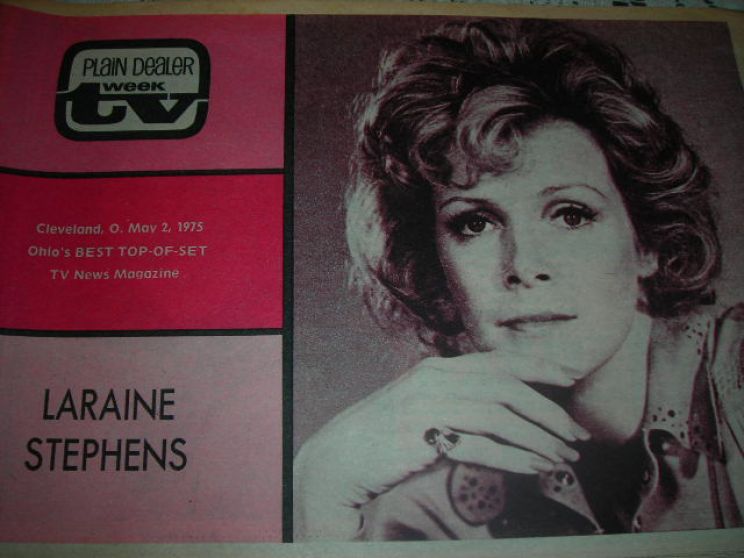 PLAIN DEALER
WEEK
tv
Cleveland, O. May 2, 1975
Ohio's BEST TOP-OF-SET
TV News Magazine
LARAINE
STEPHENS